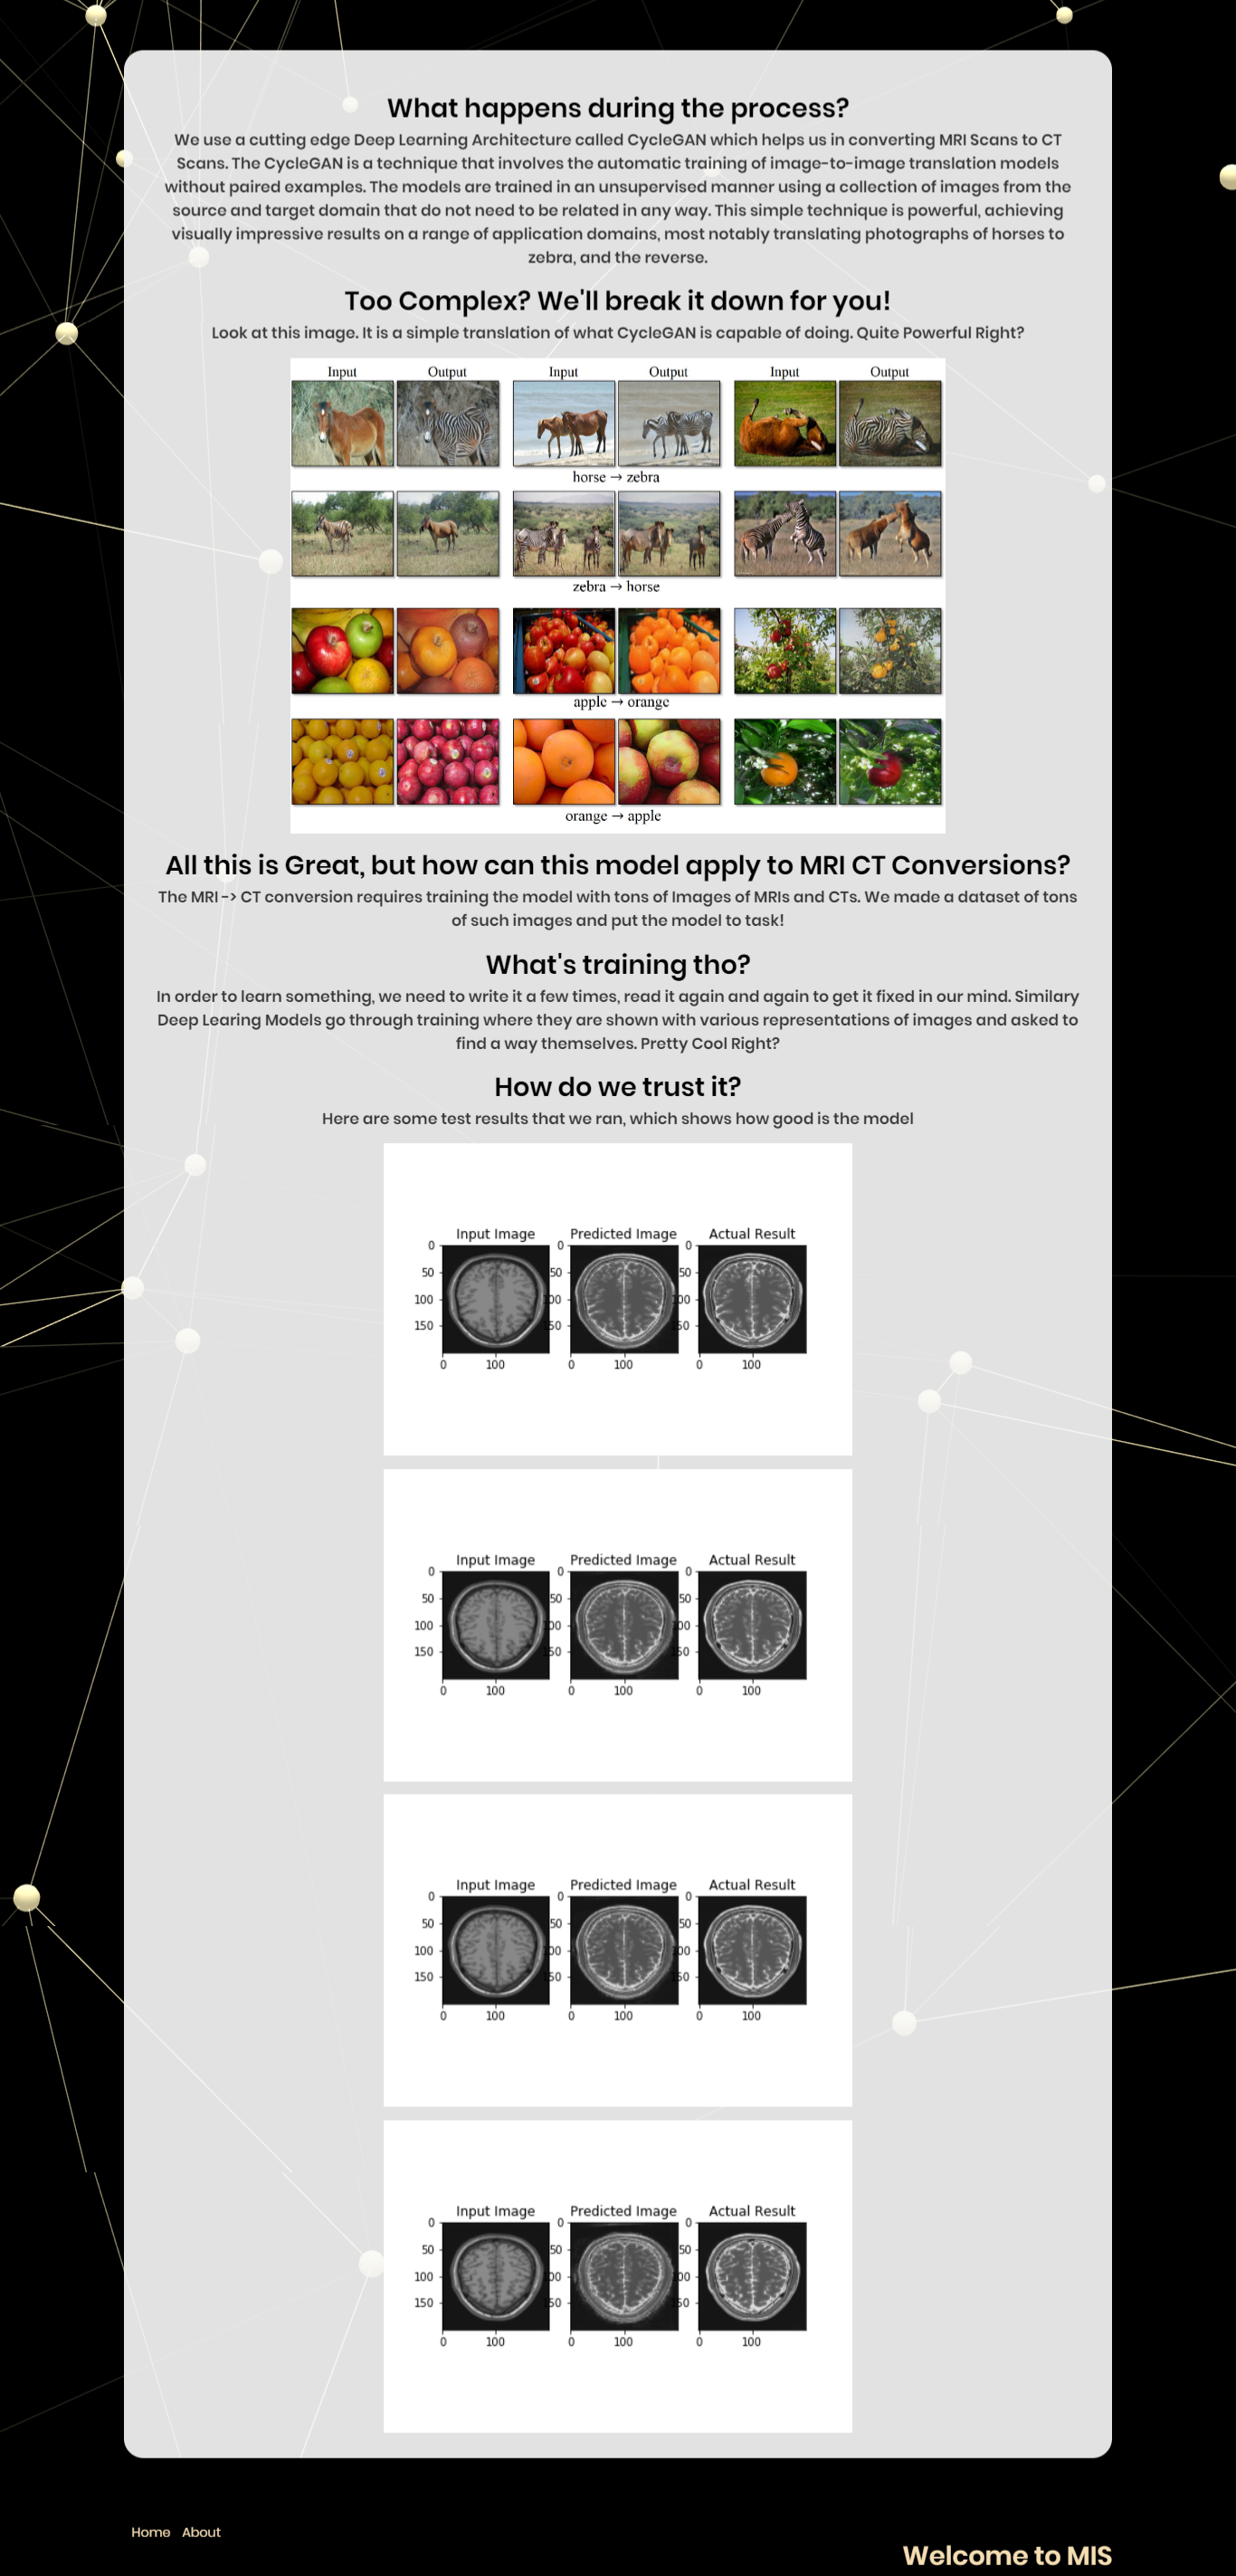 What happens during the process?
We use a cutting edge Deep Learning Architecture called CycleGAN which helps us in converting MRI Scans to CT
Scans. The CycleGAN is a technique that involves the automatic training of image-to-image translation models
without paired examples. The models are trained in an unsupervised manner using a collection of images from the
source and target domain that do not need to be related in any way. This simple technique is powerful, achieving
visually impressive results on a range of application domains, most notably translating photographs of horses to
zebra, and the reverse.
Too Complex? We'll break it down for you!
Look at this image. It is a simple translation of what CycleGAN is capable of doing. Quite Powerful Right?
Input Output Input Output Input Output
horse → zebra
zebra → horse
apple → orange
orange → apple
All this is Great, but how can this model apply to MRI CT Conversions?
The MRI -> CT conversion requires training the model with tons of Images of MRIs and CTs. We made a dataset of tons
of such images and put the model to task!
What's training tho?
In order to learn something, we need to write it a few times, read it again and again to get it fixed in our mind. Similary
Deep Learing Models go through training where they are shown with various representations of images and asked to
find a way themselves. Pretty Cool Right?
How do we trust it?
Here are some test results that we ran, which shows how good is the model
Input Image Predicted Image Actual Result
0 0 0
50 50 50
100 100 100
150 150 150
0 100 0 100 0 100
Input Image Predicted Image Actual Result
0 0 0
50 50 50
100 100 100
150 150 150
0 100 0 100 0 100
Input Image Predicted Image Actual Result
0 0 0
50 50 50
100 100 100
150 150 150
0 100 0 100 0 100
Input Image Predicted Image Actual Result
0 0 0
50 50 50
100 100 100
150 150 150
0 100 0 100 0 100
Home About
Welcome to MIS